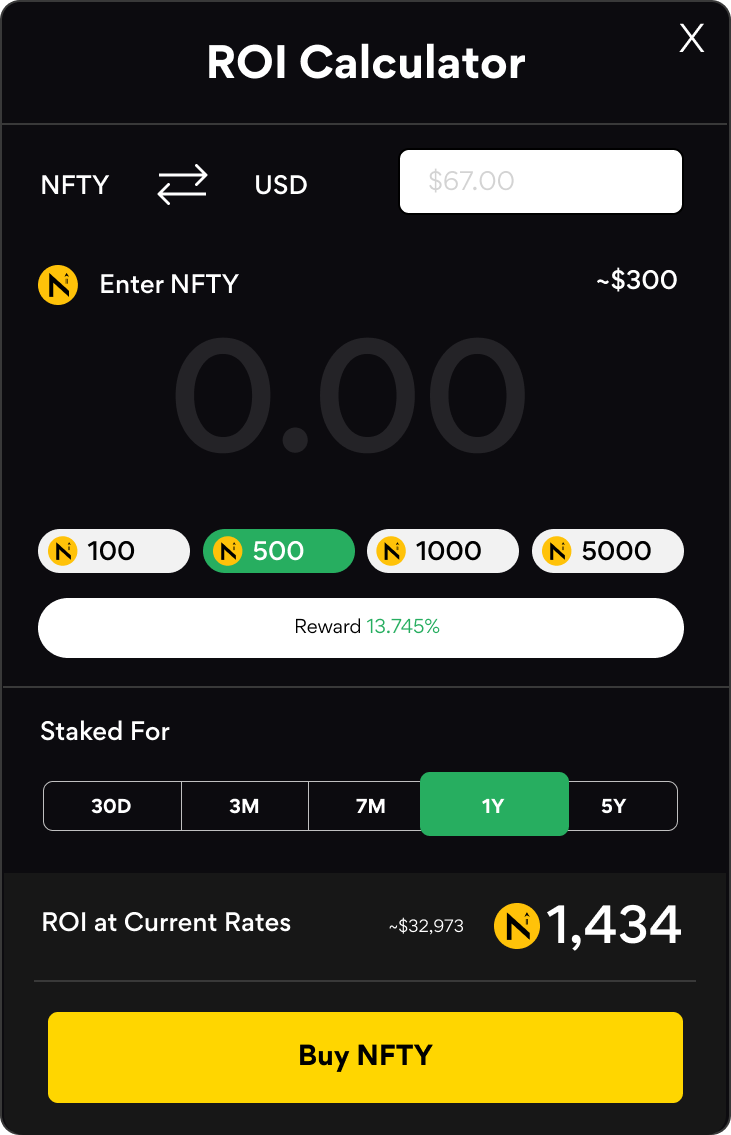 X
ROI Calculator
NFTY USD $67.00
Enter NFTY ~$300
0.00
100 500 1000 5000
Reward 13.745%
Staked For
30D 3M 7M 1Y 5Y
ROI at Current Rates ~$32,973 1,434
Buy NFTY